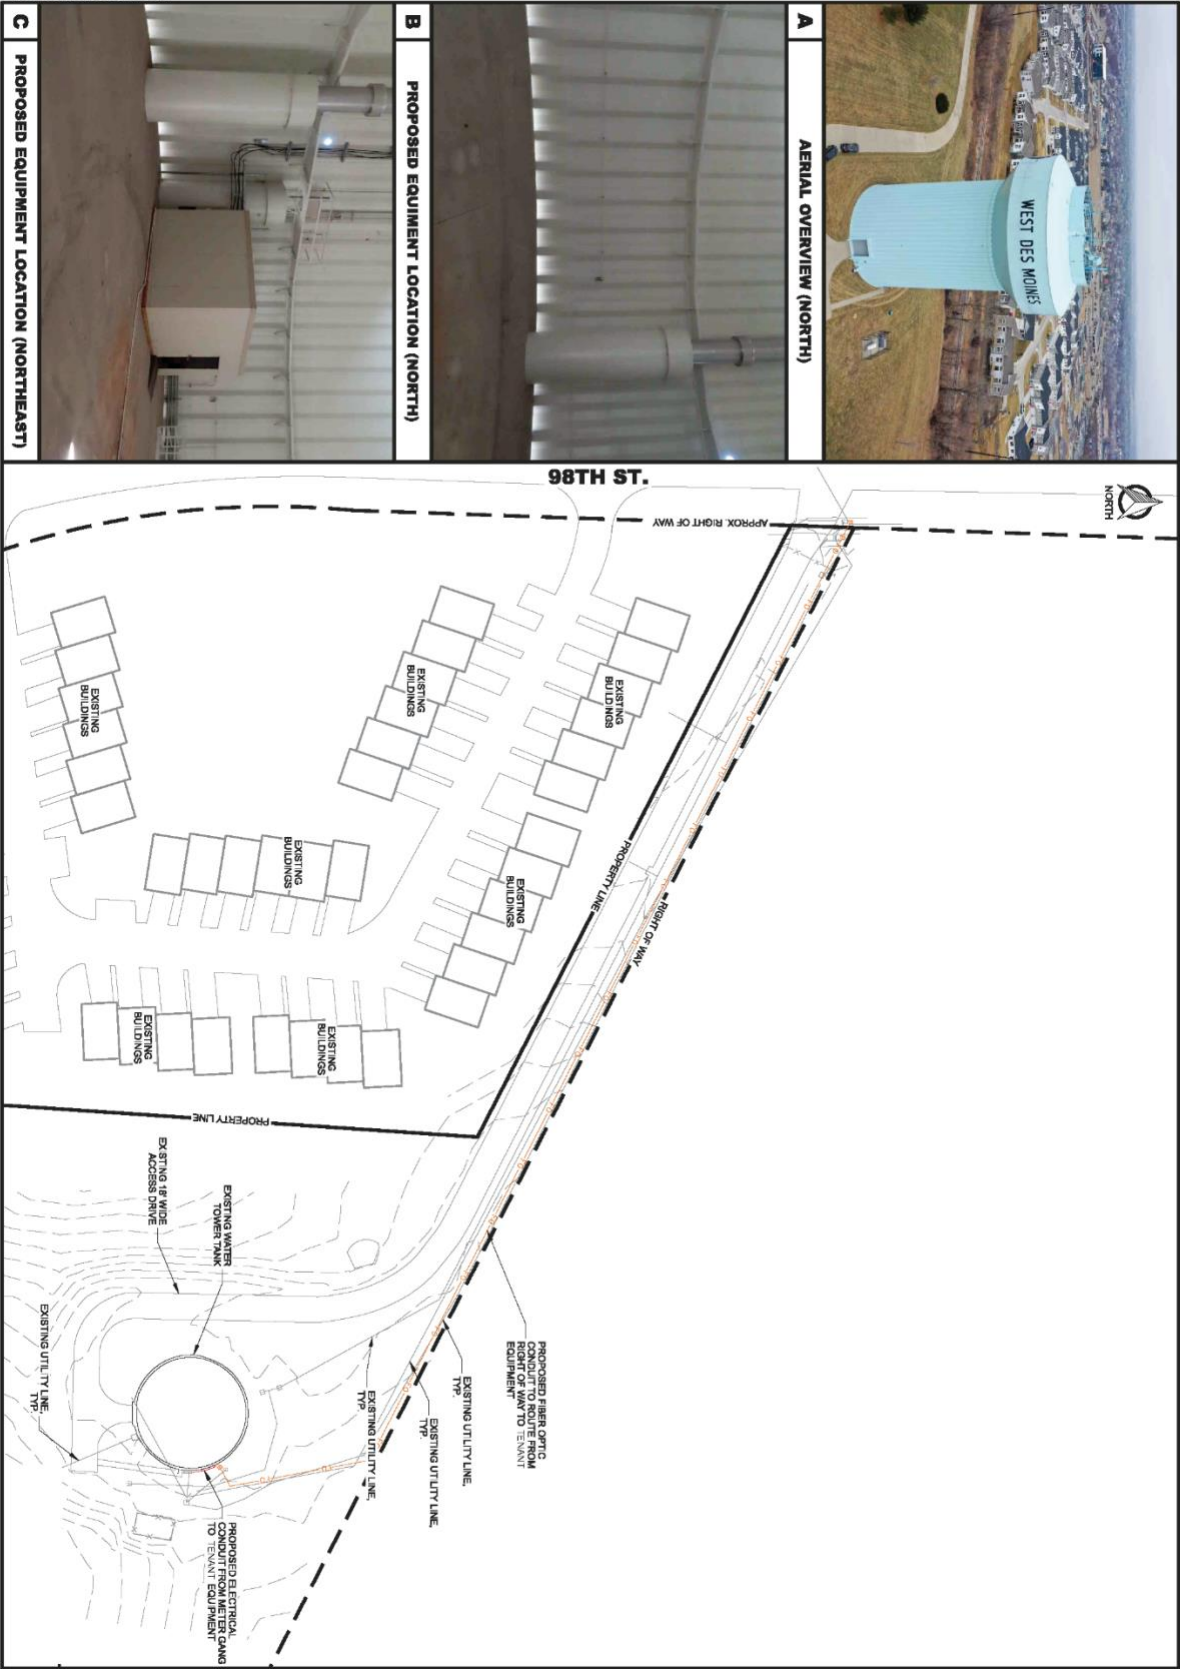 A
AERIAL OVERVIEW (NORTH)
WEST DES MOINES
B
PROPOSED EQUIMENT LOCATION (NORTH)
C
PROPOSED EQUIPMENT LOCATION (NORTHEAST)
NORTH
98TH ST.
APPROX. RIGHT OF WAY
PROPERTY LINE
RIGHT OF WAY
EXISTING
BUILDINGS
EXISTING
BUILDINGS
EXISTING
BUILDINGS
EXISTING
BUILDINGS
EXISTING
BUILDINGS
EXISTING
BUILDINGS
EXISTING
BUILDINGS
PROPERTY LINE
PROPOSED FIBER OPTIC
CONDUIT TO ROUTE FROM
RIGHT OF WAY TO TENANT
EQUIPMENT
EXISTING UTILITY LINE,
TYP.
EXISTING UTILITY LINE,
TYP.
EXISTING UTILITY LINE,
TYP.
EXISTING WATER
TOWER TANK
EXISTING 18' WIDE
ACCESS DRIVE
EXISTING UTILITY LINE,
TYP.
PROPOSED ELECTRICAL
CONDUIT FROM METER GANG
TO TENANT EQUIPMENT